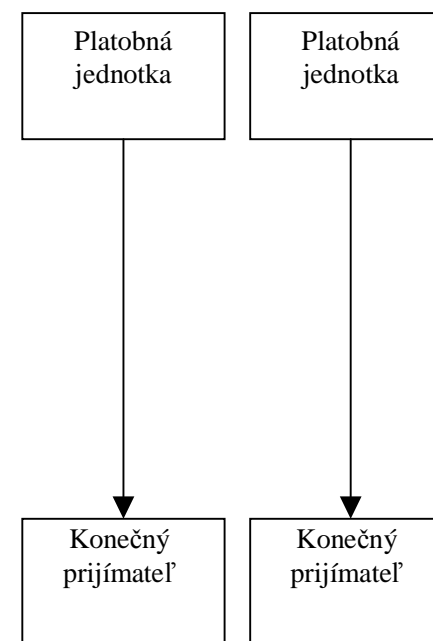 Platobná
jednotka
Platobná
jednotka
Konečný
prijímateľ
Konečný
prijímateľ